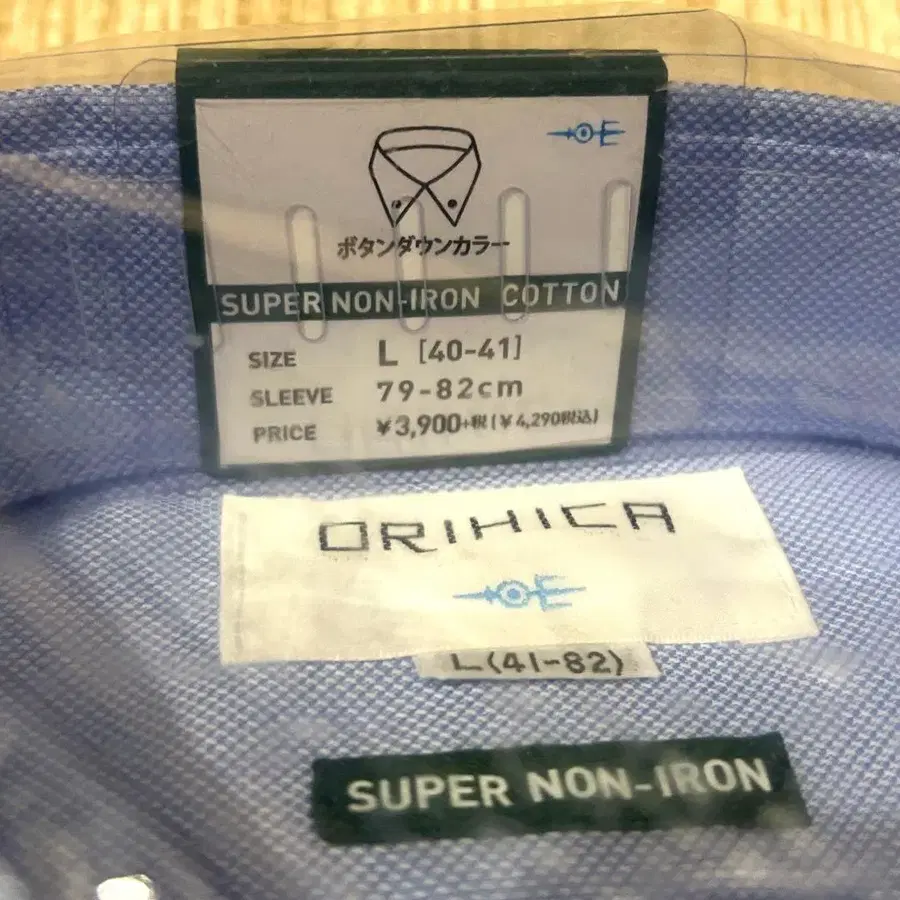 ボタンダウンカラー
SUPER NON-IRON COTTON
SIZE L [40-41]
SLEEVE 79-82cm
PRICE ¥3,900+税(¥4,290税込)
ORIHICA
L(41-82)
SUPER NON-IRON